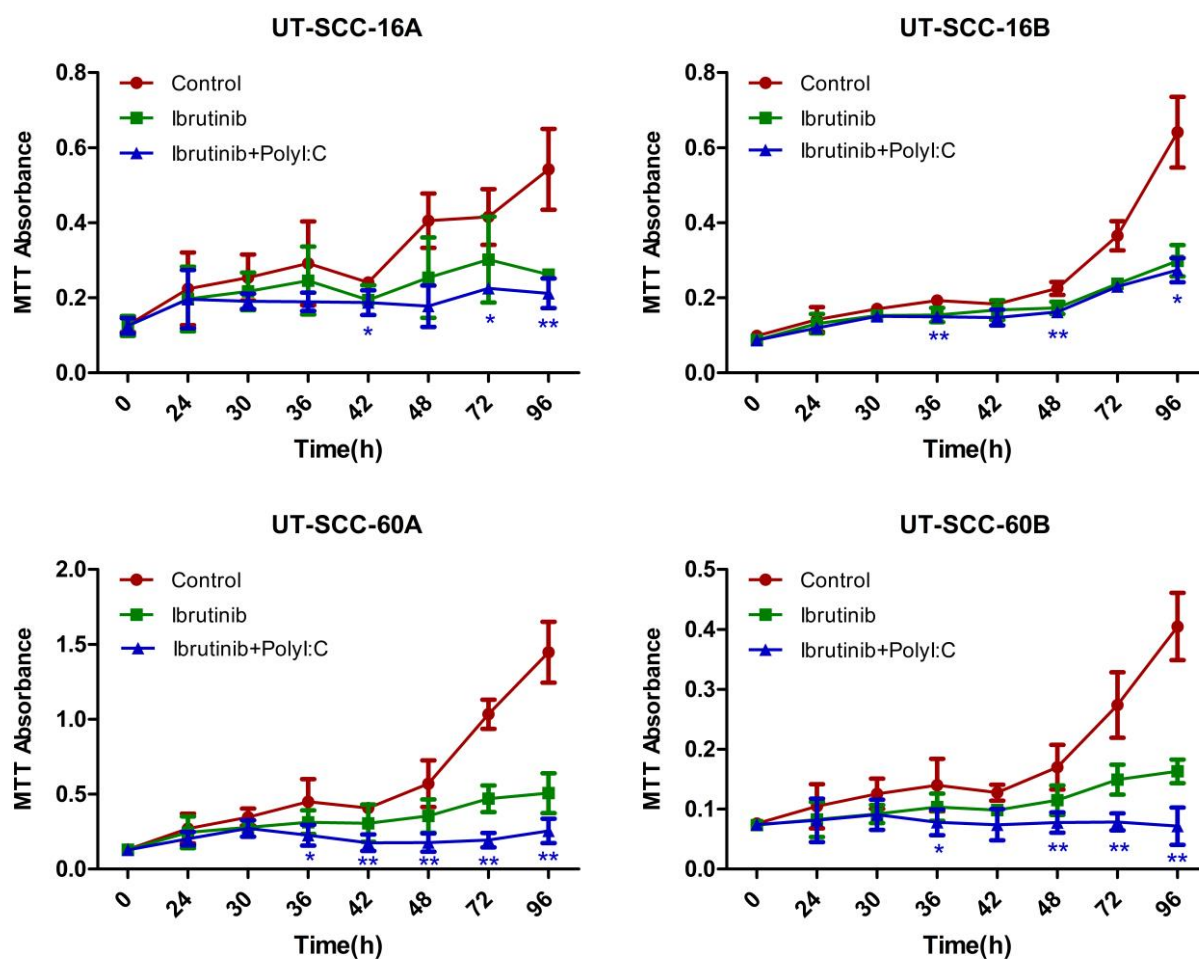 UT-SCC-16A
MTT Absorbance
0.8
0.6
0.4
0.2
0.0
Control
Ibrutinib
Ibrutinib+PolyI:C
* * **
0 24 30 36 42 48 72 96
Time(h)
UT-SCC-16B
MTT Absorbance
0.8
0.6
0.4
0.2
0.0
Control
Ibrutinib
Ibrutinib+PolyI:C
** ** *
0 24 30 36 42 48 72 96
Time(h)
UT-SCC-60A
MTT Absorbance
2.0
1.5
1.0
0.5
0.0
Control
Ibrutinib
Ibrutinib+PolyI:C
* ** ** ** **
0 24 30 36 42 48 72 96
Time(h)
UT-SCC-60B
MTT Absorbance
0.5
0.4
0.3
0.2
0.1
0.0
Control
Ibrutinib
Ibrutinib+PolyI:C
* ** ** **
0 24 30 36 42 48 72 96
Time(h)